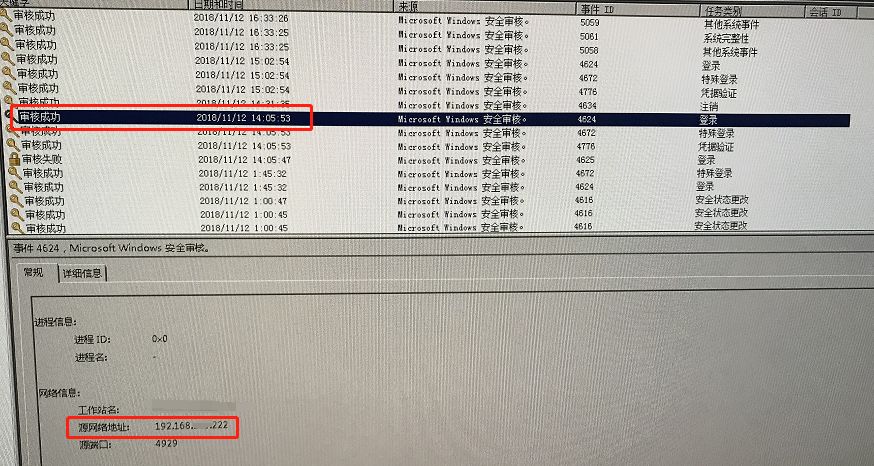 关键字 日期和时间 来源 事件 ID 任务类别 会话 ID
审核成功 2018/11/12 16:33:26 Microsoft Windows 安全审核。 5059 其他系统事件
审核成功 2018/11/12 16:33:25 Microsoft Windows 安全审核。 5061 系统完整性
审核成功 2018/11/12 16:33:25 Microsoft Windows 安全审核。 5058 其他系统事件
审核成功 2018/11/12 15:02:54 Microsoft Windows 安全审核。 4624 登录
审核成功 2018/11/12 15:02:54 Microsoft Windows 安全审核。 4672 特殊登录
审核成功 2018/11/12 15:02:54 Microsoft Windows 安全审核。 4776 凭据验证
审核成功 2018/11/12 14:21:35 Microsoft Windows 安全审核。 4634 注销
审核成功 2018/11/12 14:05:53 Microsoft Windows 安全审核。 4624 登录
审核成功 2018/11/12 14:05:53 Microsoft Windows 安全审核。 4672 特殊登录
审核成功 2018/11/12 14:05:53 Microsoft Windows 安全审核。 4776 凭据验证
审核失败 2018/11/12 14:05:47 Microsoft Windows 安全审核。 4625 登录
审核成功 2018/11/12 1:45:32 Microsoft Windows 安全审核。 4672 特殊登录
审核成功 2018/11/12 1:45:32 Microsoft Windows 安全审核。 4624 登录
审核成功 2018/11/12 1:00:47 Microsoft Windows 安全审核。 4616 安全状态更改
审核成功 2018/11/12 1:00:45 Microsoft Windows 安全审核。 4616 安全状态更改
审核成功 2018/11/12 1:00:45 Microsoft Windows 安全审核。 4616 安全状态更改
事件 4624，Microsoft Windows 安全审核。
常规 详细信息
进程信息:
进程 ID: 0x0
进程名: -
网络信息:
工作站名:
源网络地址: 192.168. .222
源端口: 4929